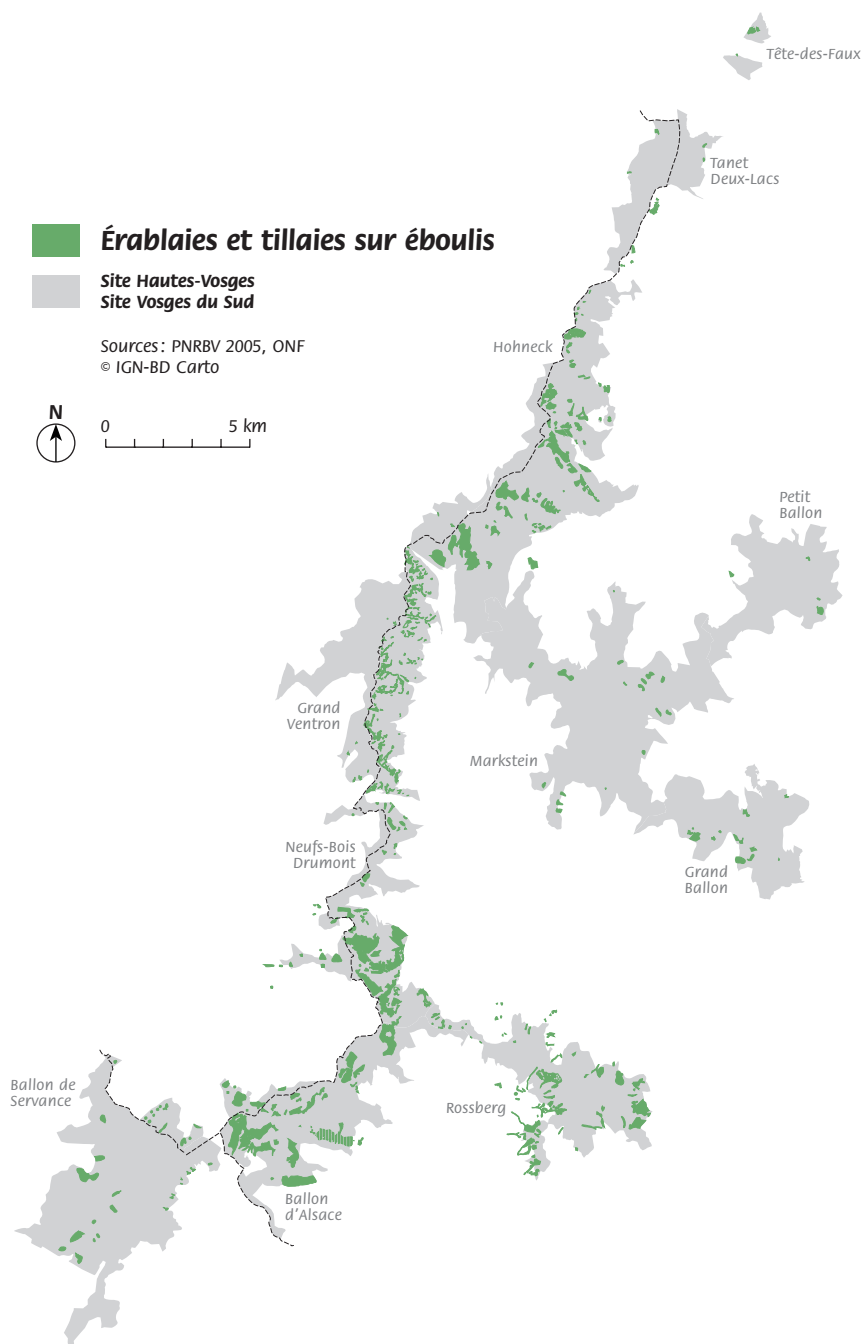 Tête-des-Faux
Tanet
Deux-Lacs
Érablaies et tillaies sur éboulis
Site Hautes-Vosges
Site Vosges du Sud
Sources : PNRBV 2005, ONF
© IGN-BD Carto
Hohneck
N
0 5 km
Petit
Ballon
Grand
Ventron
Markstein
Neufs-Bois
Drumont
Grand
Ballon
Ballon de
Servance
Rossberg
Ballon
d'Alsace